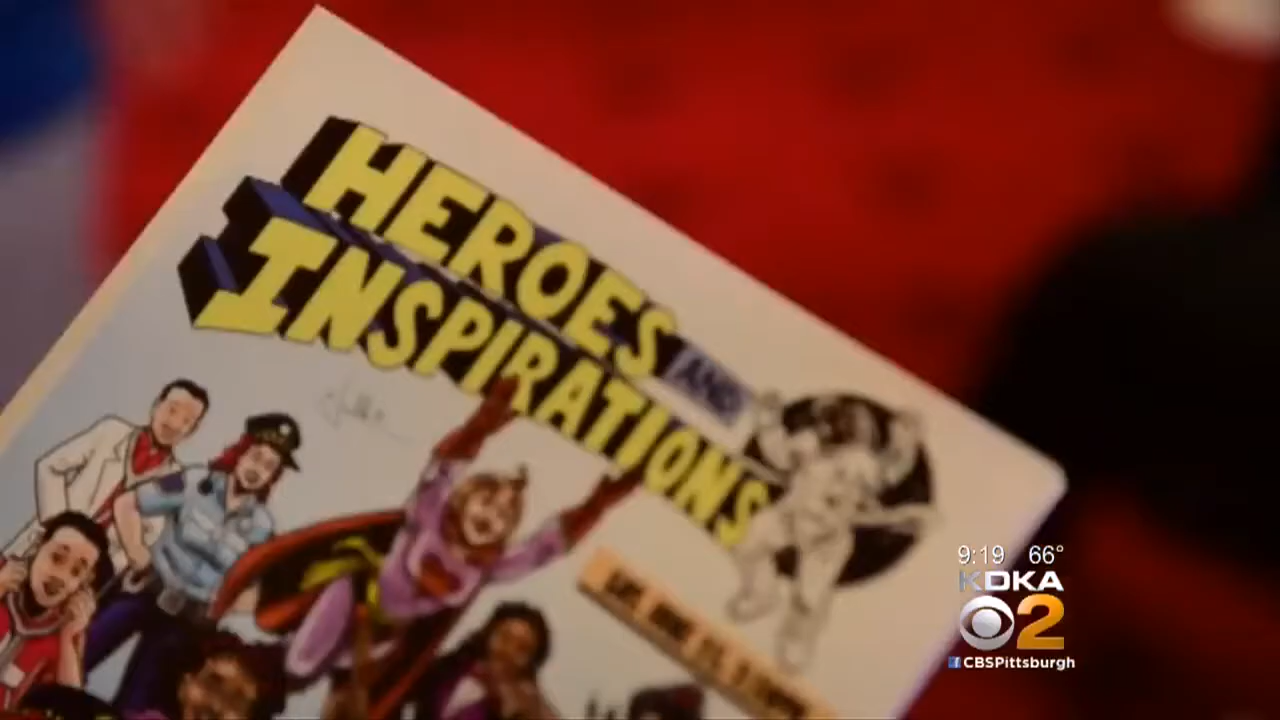 HEROES
AND
INSPIRATIONS
9:19 66°
KDKA
2
CBSPittsburgh